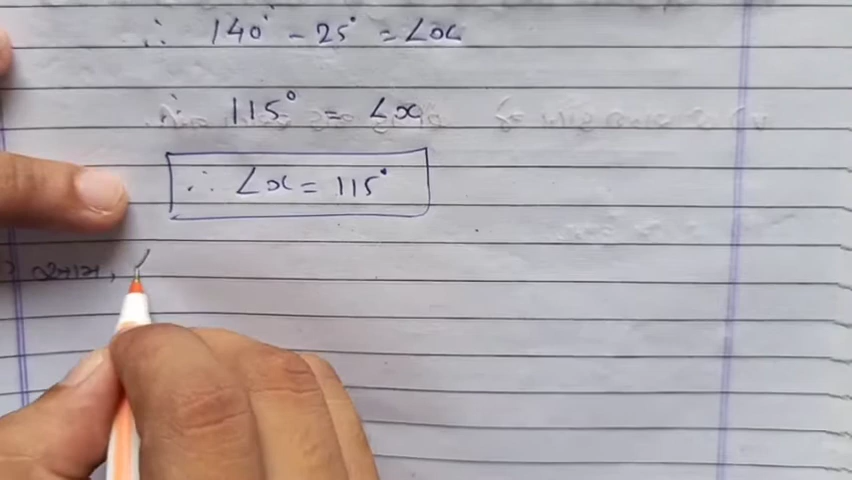 ∴ 140° - 25° = ∠x
∴ 115° = ∠x
∴ ∠x = 115°